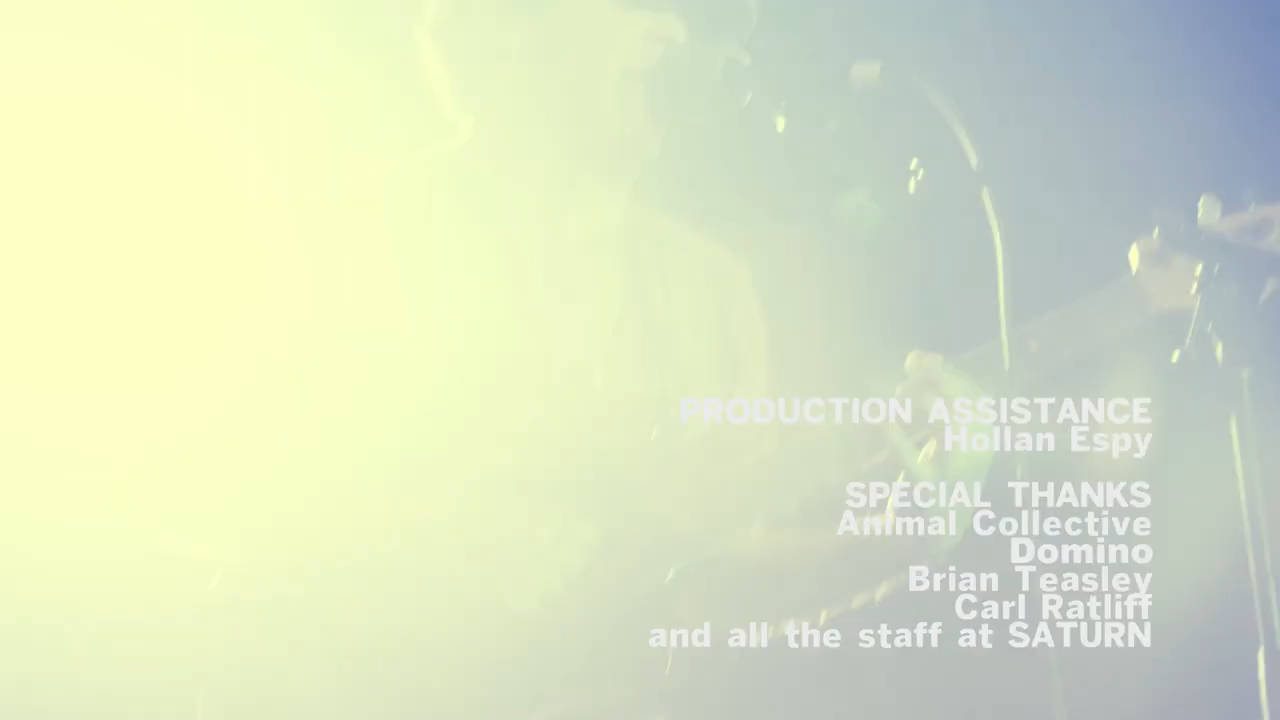 PRODUCTION ASSISTANCE
Hollan Espy
SPECIAL THANKS
Animal Collective
Domino
Brian Teasley
Carl Ratliff
and all the staff at SATURN